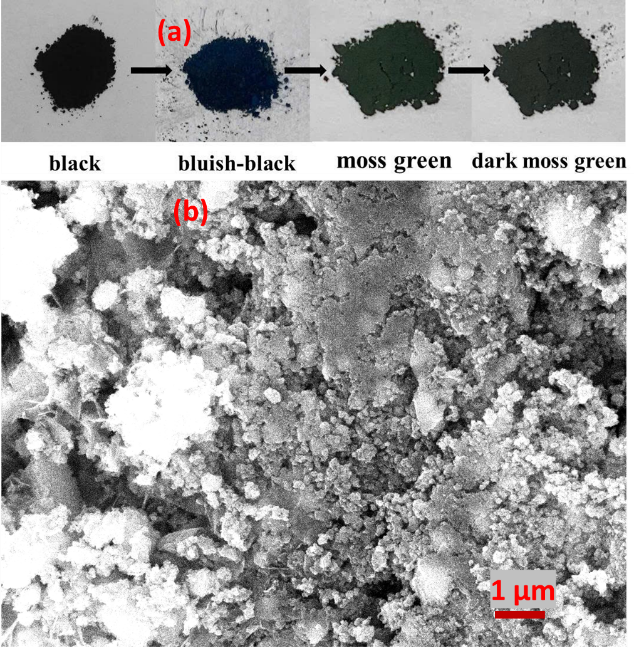 (a)
black
bluish-black
moss green
dark moss green
(b)
1 µm